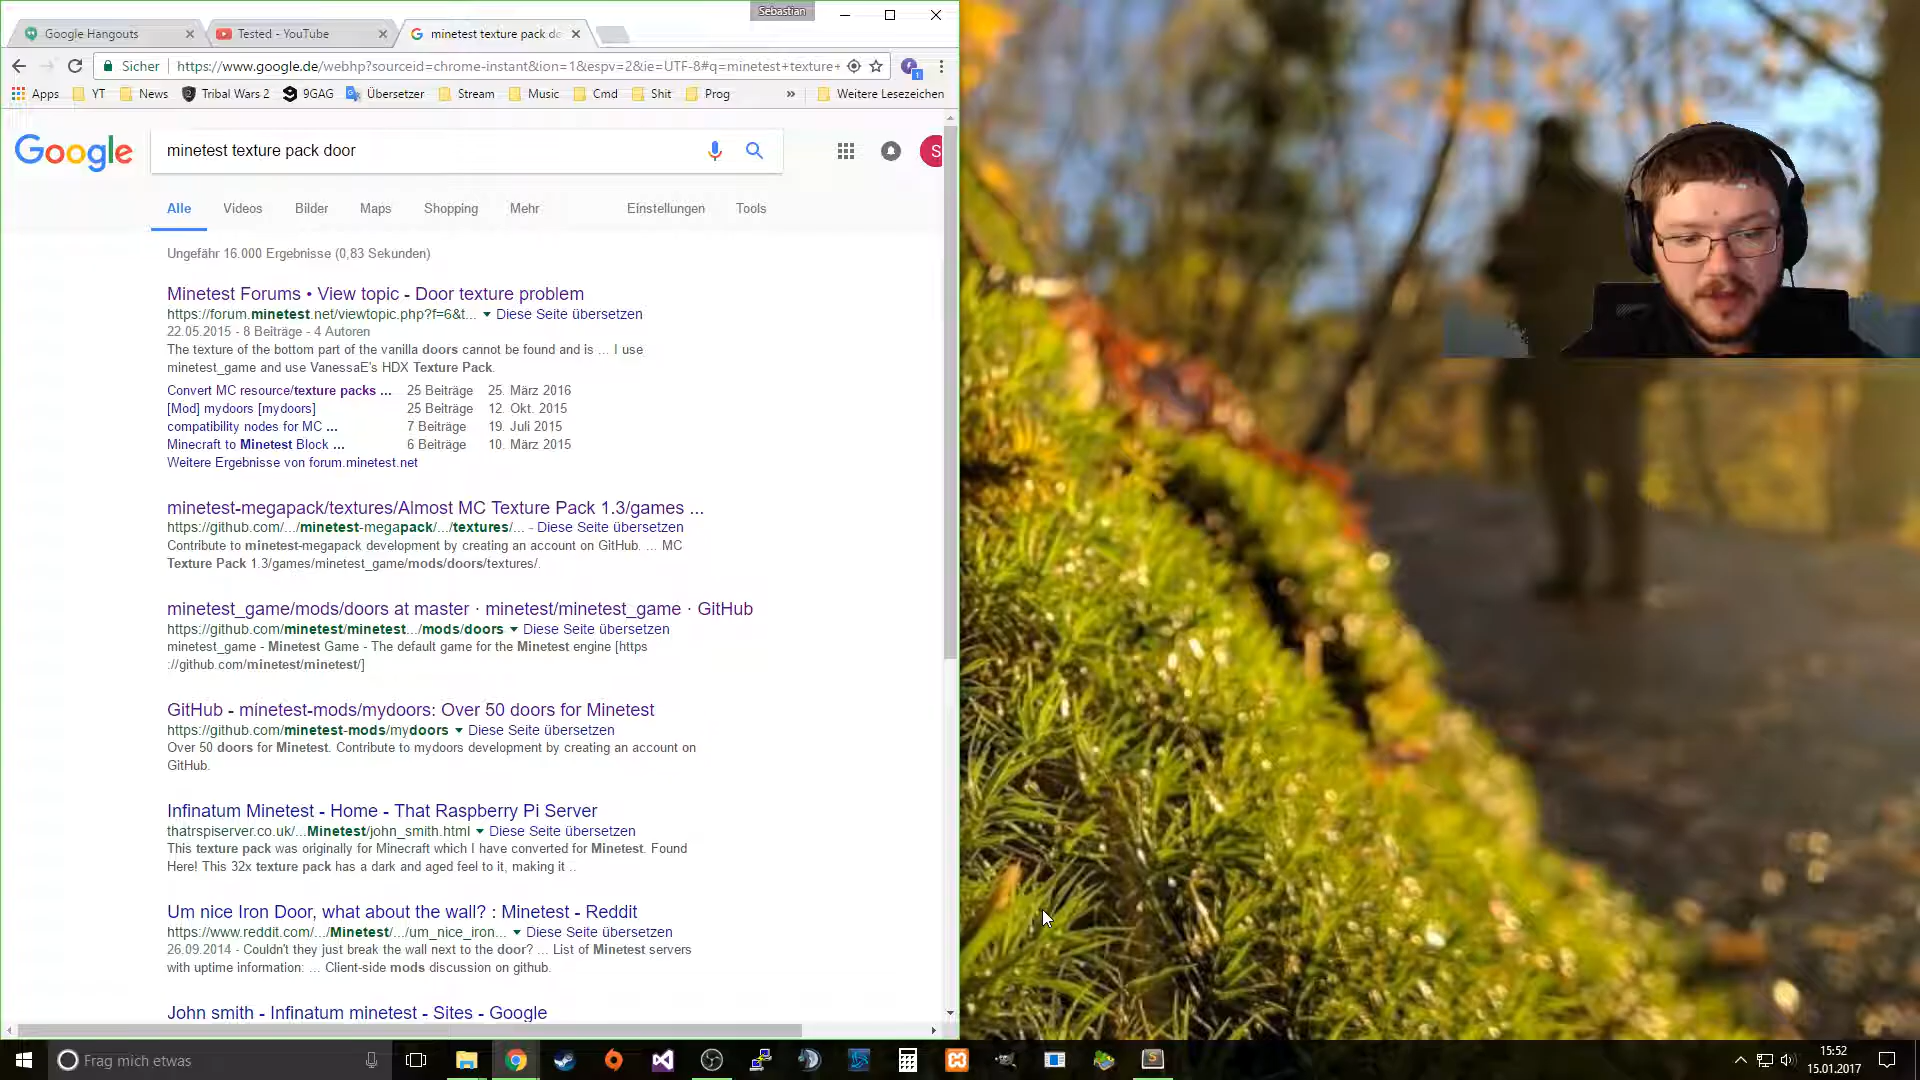 Sebastian
Google Hangouts
Tested - YouTube
minetest texture pack do
Sicher
https://www.google.de/webhp?sourceid=chrome-instant&ion=1&espv=2&ie=UTF-8#q=minetest+texture+
Apps
YT
News
Tribal Wars 2
9GAG
Übersetzer
Stream
Music
Cmd
Shit
Prog
»
Weitere Lesezeichen
Google
minetest texture pack door
S
Alle
Videos
Bilder
Maps
Shopping
Mehr
Einstellungen
Tools
Ungefähr 16.000 Ergebnisse (0,83 Sekunden)
Minetest Forums • View topic - Door texture problem
https://forum.minetest.net/viewtopic.php?f=6&t... Diese Seite übersetzen
22.05.2015 - 8 Beiträge - 4 Autoren
The texture of the bottom part of the vanilla doors cannot be found and is ... I use
minetest_game and use VanessaE's HDX Texture Pack.
Convert MC resource/texture packs ... 25 Beiträge 25. März 2016
[Mod] mydoors [mydoors] 25 Beiträge 12. Okt. 2015
compatibility nodes for MC ... 7 Beiträge 19. Juli 2015
Minecraft to Minetest Block ... 6 Beiträge 10. März 2015
Weitere Ergebnisse von forum.minetest.net
minetest-megapack/textures/Almost MC Texture Pack 1.3/games ...
https://github.com/.../minetest-megapack/.../textures/... - Diese Seite übersetzen
Contribute to minetest-megapack development by creating an account on GitHub. ... MC
Texture Pack 1.3/games/minetest_game/mods/doors/textures/.
minetest_game/mods/doors at master · minetest/minetest_game · GitHub
https://github.com/minetest/minetest.../mods/doors Diese Seite übersetzen
minetest_game - Minetest Game - The default game for the Minetest engine [https
://github.com/minetest/minetest/]
GitHub - minetest-mods/mydoors: Over 50 doors for Minetest
https://github.com/minetest-mods/mydoors Diese Seite übersetzen
Over 50 doors for Minetest. Contribute to mydoors development by creating an account on
GitHub.
Infinatum Minetest - Home - That Raspberry Pi Server
thatrspiserver.co.uk/...Minetest/john_smith.html Diese Seite übersetzen
This texture pack was originally for Minecraft which I have converted for Minetest. Found
Here! This 32x texture pack has a dark and aged feel to it, making it ..
Um nice Iron Door, what about the wall? : Minetest - Reddit
https://www.reddit.com/.../Minetest/.../um_nice_iron... Diese Seite übersetzen
26.09.2014 - Couldn't they just break the wall next to the door? ... List of Minetest servers
with uptime information: ... Client-side mods discussion on github.
John smith - Infinatum minetest - Sites - Google
Frag mich etwas
15:52
15.01.2017